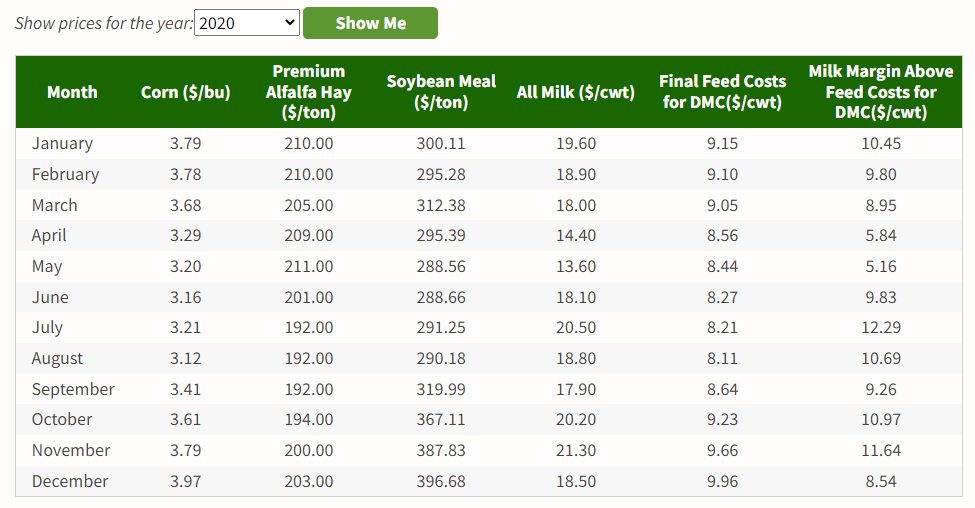 Show prices for the year: 2020 Show Me
Month Corn ($/bu) Premium Alfalfa Hay ($/ton) Soybean Meal ($/ton) All Milk ($/cwt) Final Feed Costs for DMC($/cwt) Milk Margin Above Feed Costs for DMC($/cwt)
January 3.79 210.00 300.11 19.60 9.15 10.45
February 3.78 210.00 295.28 18.90 9.10 9.80
March 3.68 205.00 312.38 18.00 9.05 8.95
April 3.29 209.00 295.39 14.40 8.56 5.84
May 3.20 211.00 288.56 13.60 8.44 5.16
June 3.16 201.00 288.66 18.10 8.27 9.83
July 3.21 192.00 291.25 20.50 8.21 12.29
August 3.12 192.00 290.18 18.80 8.11 10.69
September 3.41 192.00 319.99 17.90 8.64 9.26
October 3.61 194.00 367.11 20.20 9.23 10.97
November 3.79 200.00 387.83 21.30 9.66 11.64
December 3.97 203.00 396.68 18.50 9.96 8.54